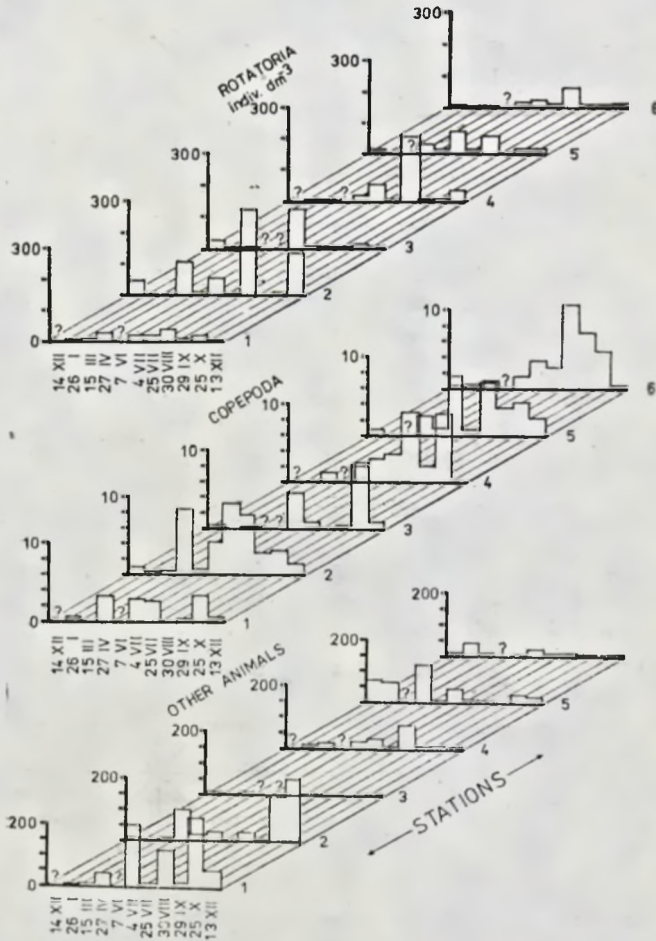 ROTATORIA
indiv. dm-3
300
300
300
300
300
300
0
? ? ? ? ? ? ? ?
1
2
3
4
5
6
14 XII
26 I
15 III
27 IV
7 VI
4 VII
25 VII
30 VIII
29 IX
25 X
13 XII
COPEPODA
10
10
10
10
10
10
0
? ? ? ? ? ? ? ?
1
2
3
4
5
6
14 XII
26 I
15 III
27 IV
7 VI
4 VII
25 VII
30 VIII
29 IX
25 X
13 XII
OTHER ANIMALS
200
200
200
200
200
200
0
? ? ? ? ? ? ? ?
1
2
3
4
5
STATIONS
14 XII
26 I
15 III
27 IV
7 VI
4 VII
25 VII
30 VIII
29 IX
25 X
13 XII